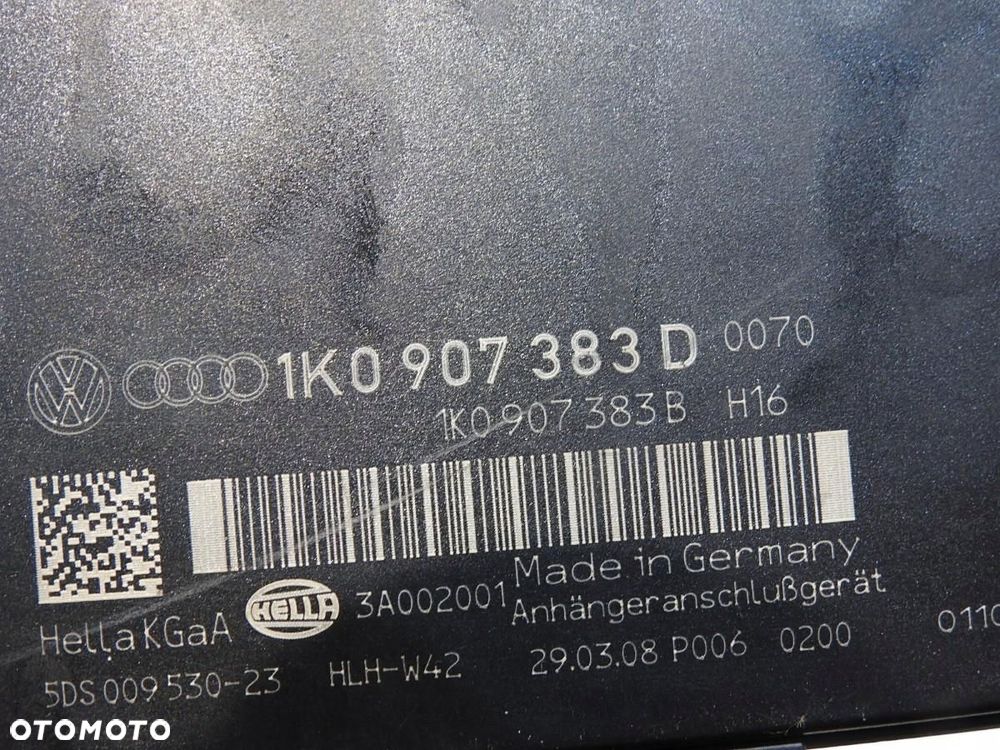 1K0 907 383 D 0070
1K0 907 383 B H16
Made in Germany
HELLA 3A002001 Anhängeranschlußgerät
Hella KGaA
5DS 009 530-23 HLH-W42 29.03.08 P006 0200 0110
OTOMOTO